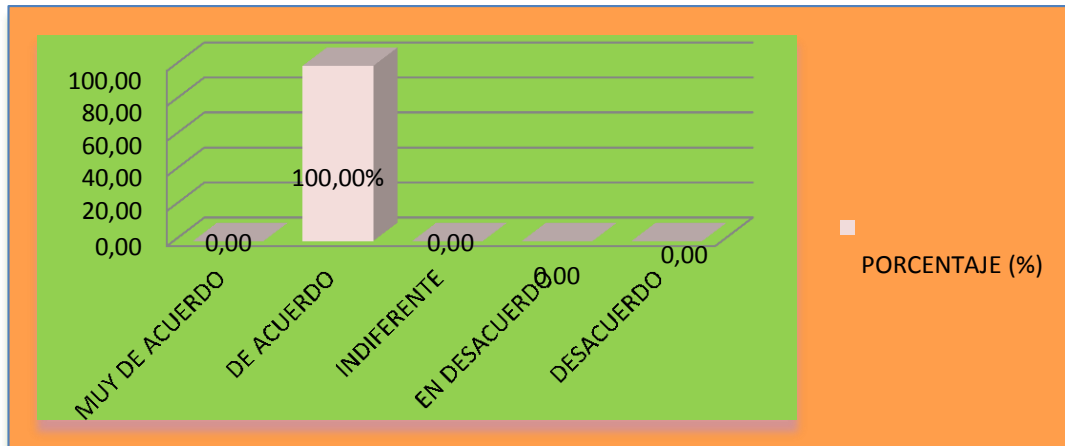 100,00
80,00
60,00
40,00
20,00
0,00
100,00%
0,00
0,00
0,00
0,00
MUY DE ACUERDO
DE ACUERDO
INDIFERENTE
EN DESACUERDO
DESACUERDO
PORCENTAJE (%)